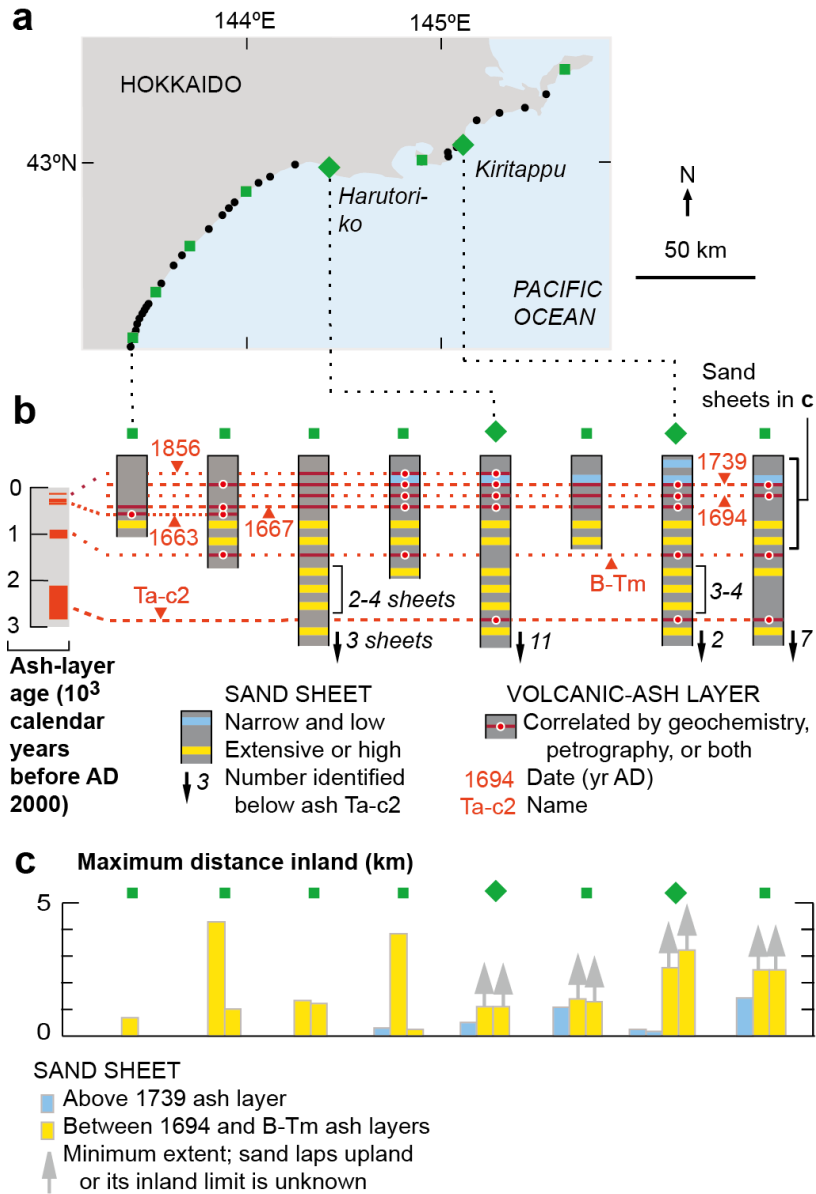 a
144ºE
145ºE
HOKKAIDO
43ºN
Harutori-
ko
Kiritappu
PACIFIC
OCEAN
N
50 km
Sand
sheets in c
b
1856
1739
0
1
2
3
1663
1667
1694
B-Tm
Ta-c2
2-4 sheets
3-4
3 sheets
11
2
7
Ash-layer
age (10³
calendar
years
before AD
2000)
SAND SHEET
Narrow and low
Extensive or high
3 Number identified
below ash Ta-c2
VOLCANIC-ASH LAYER
Correlated by geochemistry,
petrography, or both
1694 Date (yr AD)
Ta-c2 Name
c
Maximum distance inland (km)
5
0
SAND SHEET
Above 1739 ash layer
Between 1694 and B-Tm ash layers
Minimum extent; sand laps upland
or its inland limit is unknown